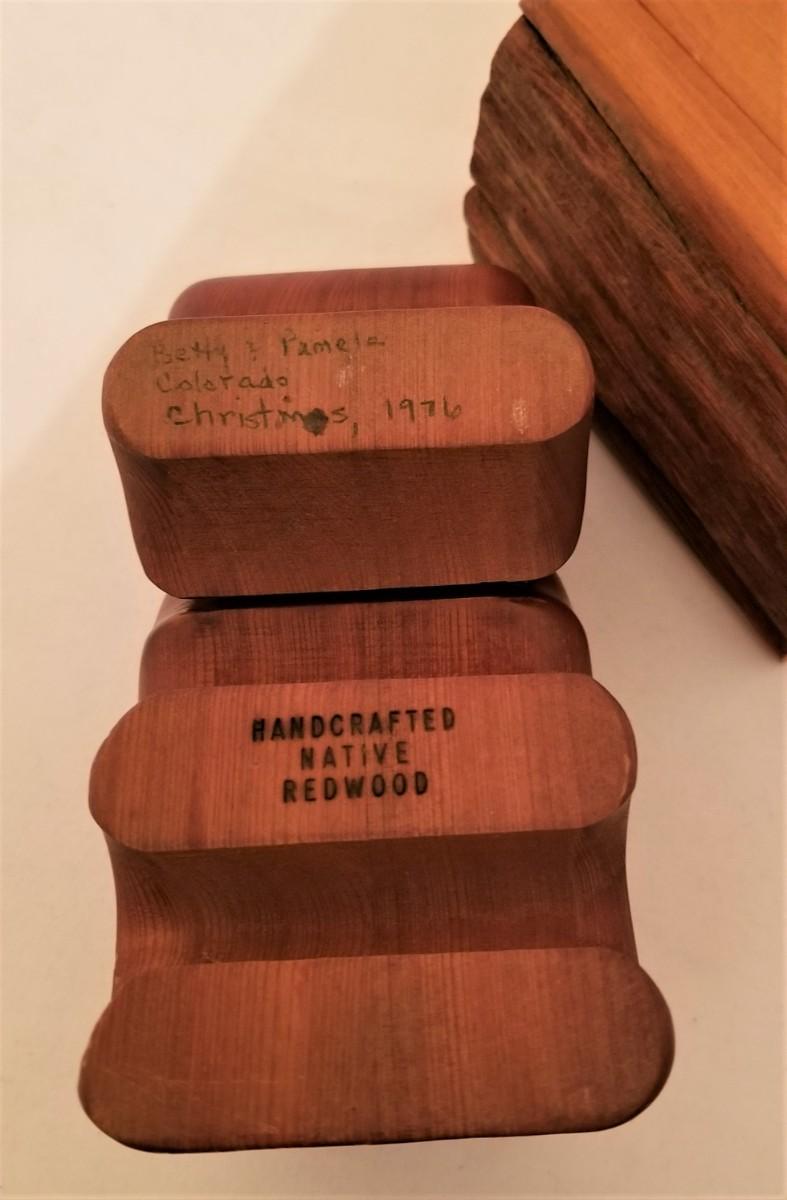 Betty & Pamela
Colorado
Christmas, 1976
HANDCRAFTED
NATIVE
REDWOOD